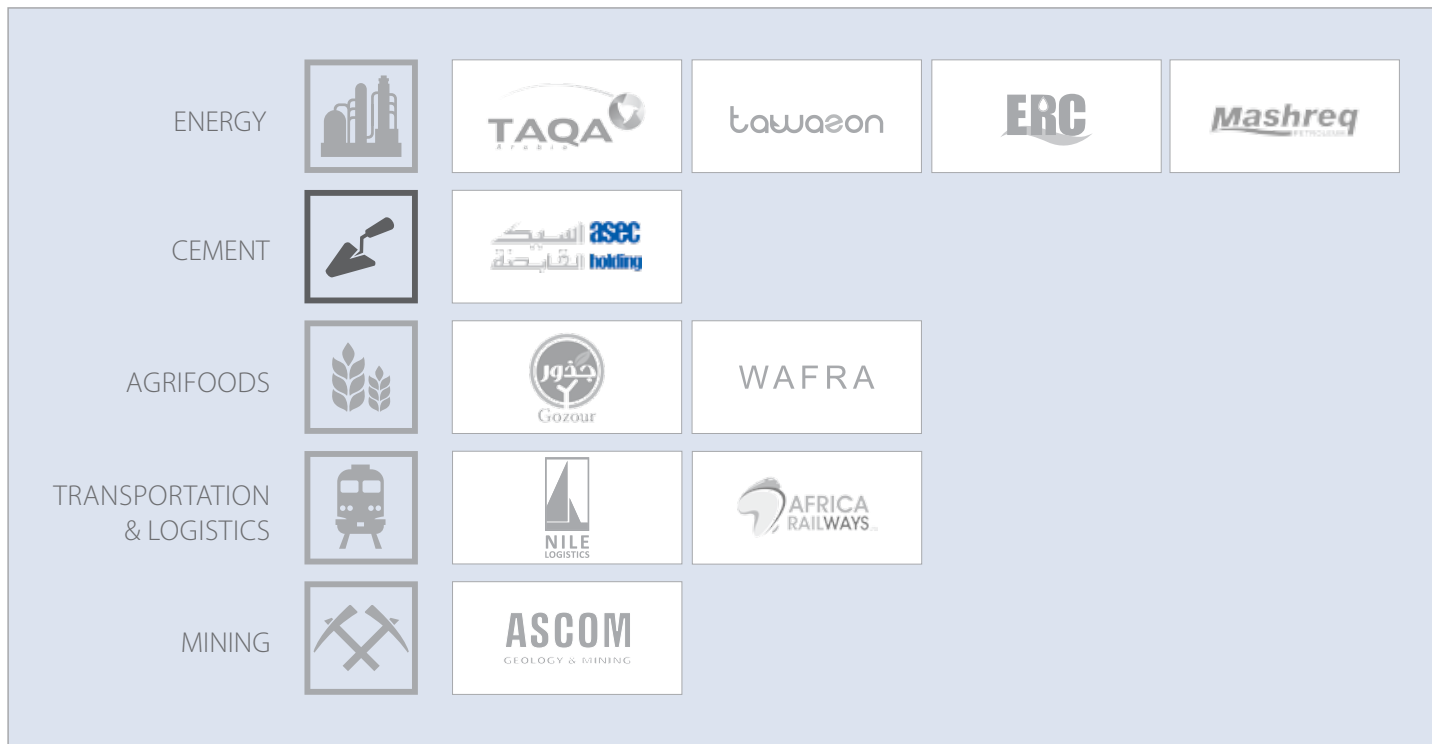 ENERGY
TAQA
Arabia
tawazon
ERC
Mashreq
PETROLEUM
CEMENT
اسيك asec
القابضة holding
AGRIFOODS
جذور
Gozour
WAFRA
TRANSPORTATION
& LOGISTICS
NILE
LOGISTICS
AFRICA
RAILWAYS
MINING
ASCOM
GEOLOGY & MINING